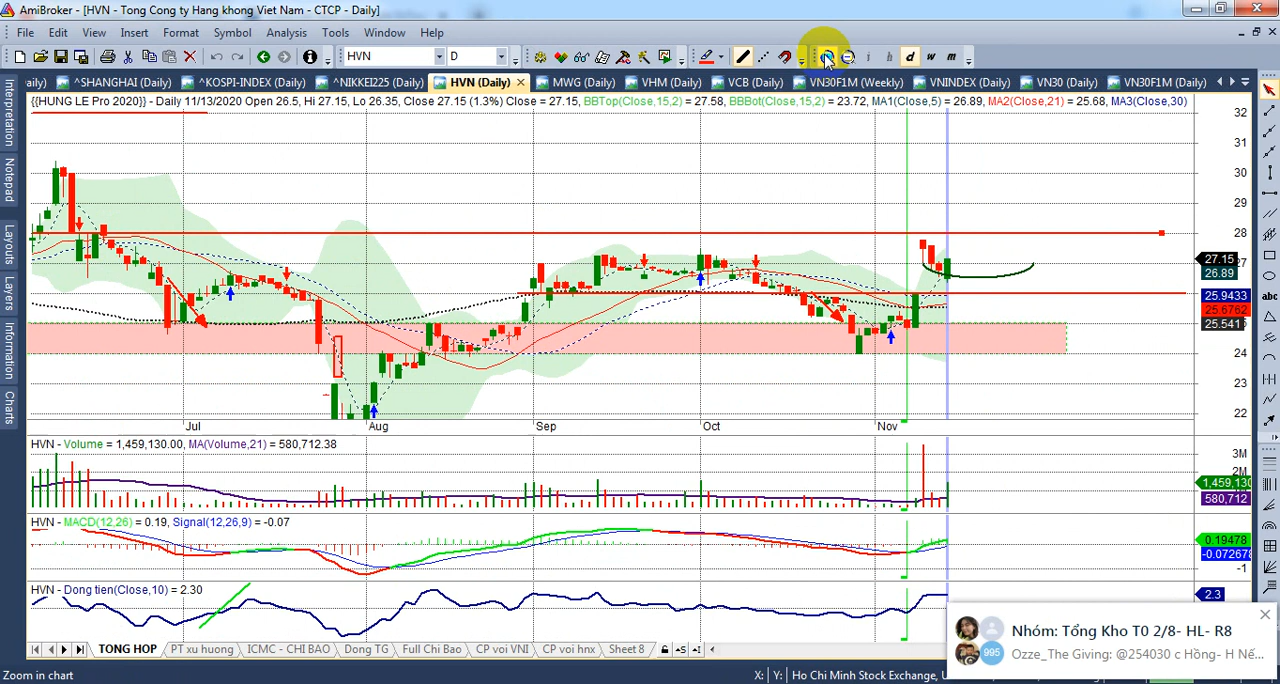 AmiBroker - [HVN - Tong Cong ty Hang khong Viet Nam - CTCP - Daily]
File Edit View Insert Format Symbol Analysis Tools Window Help
HVN D i h d w m
aily) ^SHANGHAI (Daily) ^KOSPI-INDEX (Daily) ^NIKKEI225 (Daily) HVN (Daily) MWG (Daily) VHM (Daily) VCB (Daily) VN30F1M (Weekly) VNINDEX (Daily) VN30 (Daily) VN30F1M (Daily)
{{HUNG LE Pro 2020}} - Daily 11/13/2020 Open 26.5, Hi 27.15, Lo 26.35, Close 27.15 (1.3%) Close = 27.15, BBTop(Close,15,2) = 27.58, BBBot(Close,15,2) = 23.72, MA1(Close,5) = 26.89, MA2(Close,21) = 25.68, MA3(Close,30)
Interpretation
Notepad
Layouts
Layers
Information
Charts
32
31
30
29
28
27
27.15
26.89
25.9433
25.6762
25.541
24
23
22
abc
Jul Aug Sep Oct Nov
HVN - Volume = 1,459,130.00, MA(Volume,21) = 580,712.38
3M
2M
1,459,130
580,712
HVN - MACD(12,26) = 0.19, Signal(12,26,9) = -0.07
0.19478
-0.072678
-1
HVN - Dong tien(Close,10) = 2.30
2.3
TONG HOP PT xu huong ICMC - CHI BAO Dong TG Full Chi Bao CP voi VNI CP voi hnx Sheet 8
Nhóm: Tổng Kho T0 2/8- HL- R8
995
Ozze_The Giving: @254030 c Hồng- H Nế...
Zoom in chart X: Y: Ho Chi Minh Stock Exchange, U